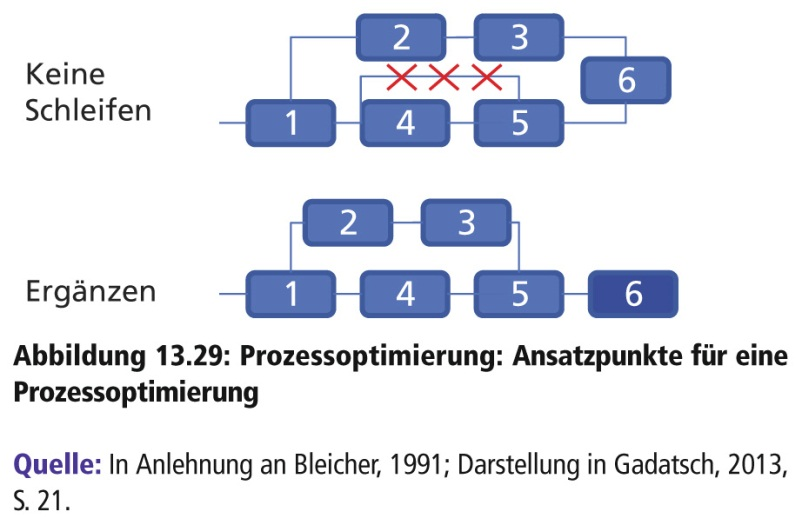 2 3
Keine
Schleifen
6
1 4 5
2 3
Ergänzen
1 4 5 6
Abbildung 13.29: Prozessoptimierung: Ansatzpunkte für eine
Prozessoptimierung
Quelle: In Anlehnung an Bleicher, 1991; Darstellung in Gadatsch, 2013,
S. 21.